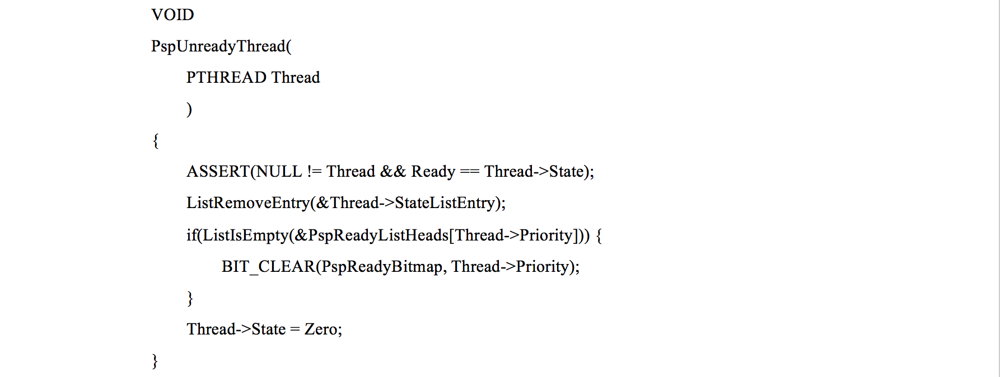 VOID
PspUnreadyThread(
PTHREAD Thread
)
{
ASSERT(NULL != Thread && Ready == Thread->State);
ListRemoveEntry(&Thread->StateListEntry);
if(ListIsEmpty(&PspReadyListHeads[Thread->Priority])) {
BIT_CLEAR(PspReadyBitmap, Thread->Priority);
}
Thread->State = Zero;
}